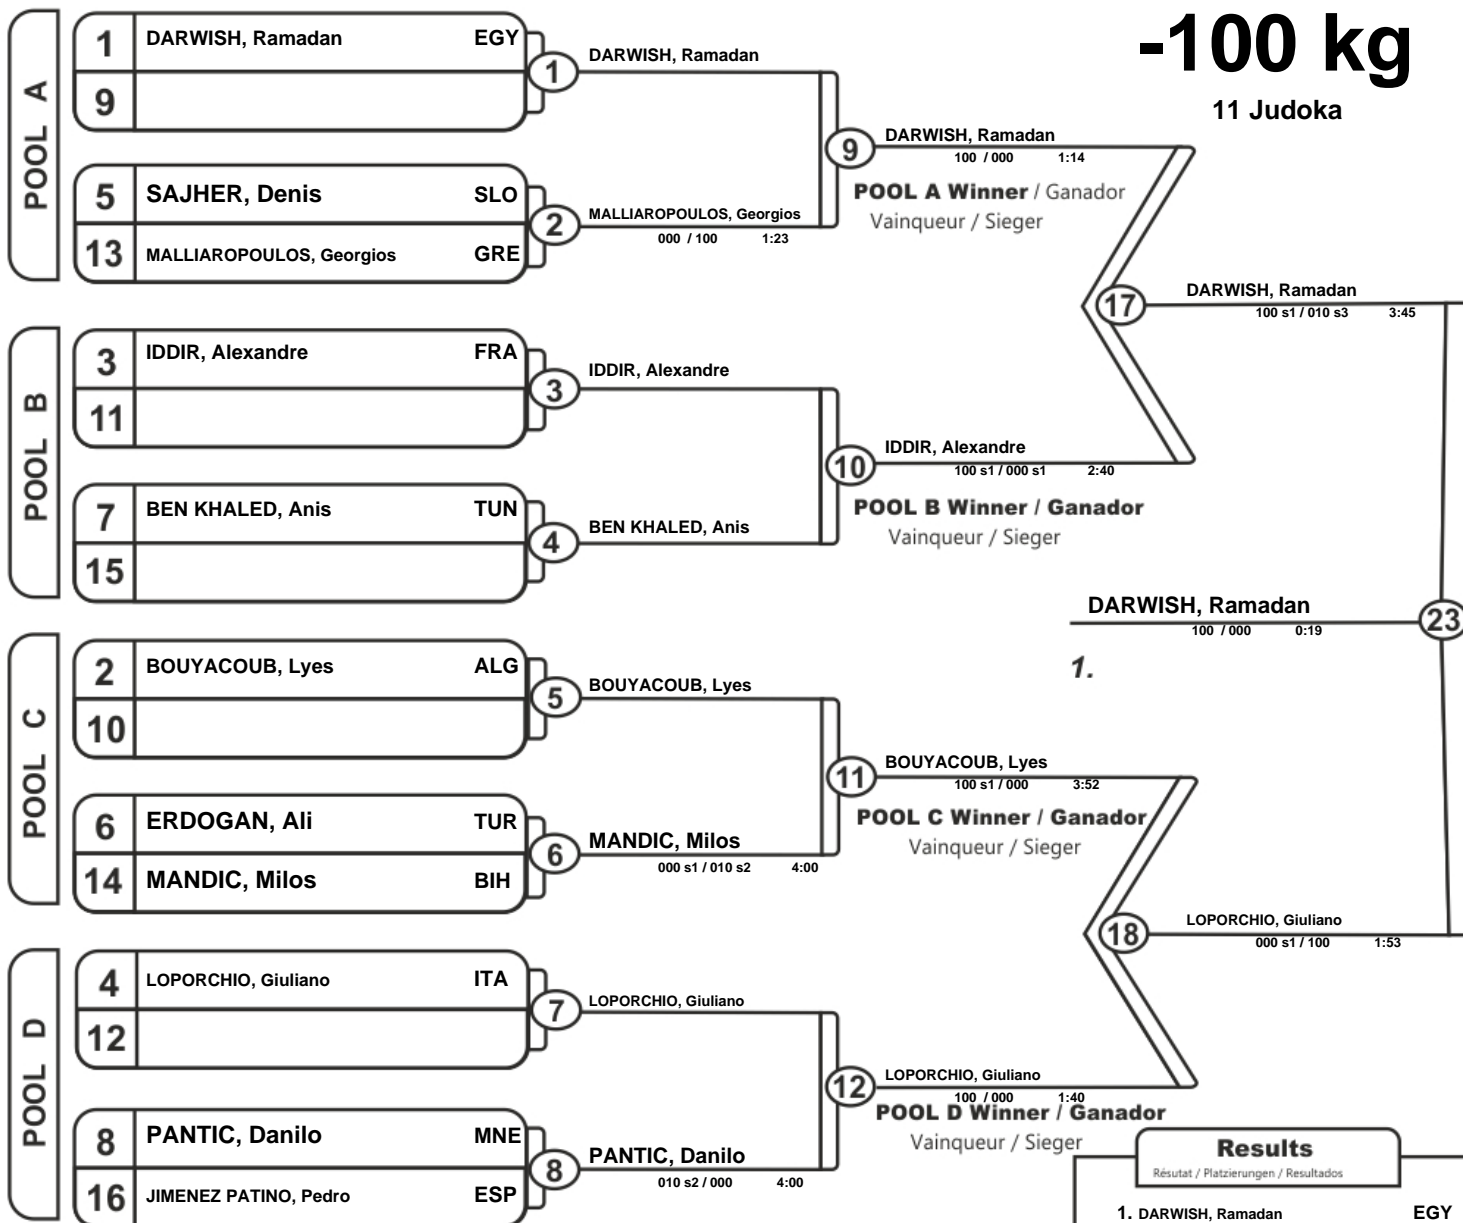 -100 kg
11 Judoka
POOL A
1 DARWISH, Ramadan EGY
9
1 DARWISH, Ramadan
5 SAJHER, Denis SLO
13 MALLIAROPOULOS, Georgios GRE
2 MALLIAROPOULOS, Georgios
000 / 100 1:23
9 DARWISH, Ramadan
100 / 000 1:14
POOL A Winner / Ganador
Vainqueur / Sieger
POOL B
3 IDDIR, Alexandre FRA
11
3 IDDIR, Alexandre
7 BEN KHALED, Anis TUN
15
4 BEN KHALED, Anis
10 IDDIR, Alexandre
100 s1 / 000 s1 2:40
POOL B Winner / Ganador
Vainqueur / Sieger
17 DARWISH, Ramadan
100 s1 / 010 s3 3:45
DARWISH, Ramadan 23
100 / 000 0:19
1.
POOL C
2 BOUYACOUB, Lyes ALG
10
5 BOUYACOUB, Lyes
6 ERDOGAN, Ali TUR
14 MANDIC, Milos BIH
6 MANDIC, Milos
000 s1 / 010 s2 4:00
11 BOUYACOUB, Lyes
100 s1 / 000 3:52
POOL C Winner / Ganador
Vainqueur / Sieger
18 LOPORCHIO, Giuliano
000 s1 / 100 1:53
POOL D
4 LOPORCHIO, Giuliano ITA
12
7 LOPORCHIO, Giuliano
8 PANTIC, Danilo MNE
16 JIMENEZ PATINO, Pedro ESP
8 PANTIC, Danilo
010 s2 / 000 4:00
12 LOPORCHIO, Giuliano
100 / 000 1:40
POOL D Winner / Ganador
Vainqueur / Sieger
Results
Résutat / Platzierungen / Resultados
1. DARWISH, Ramadan EGY